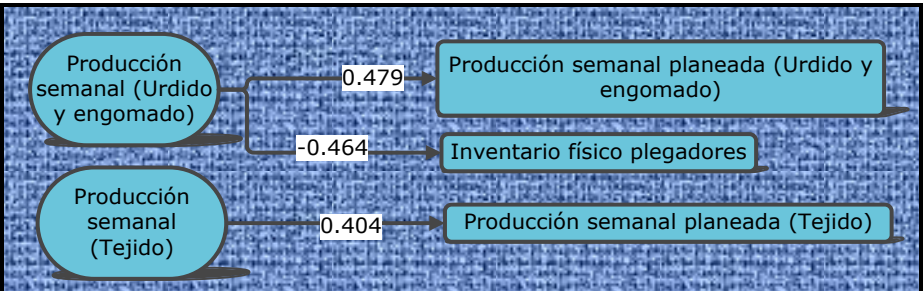 Producción
semanal (Urdido
y engomado)
0.479
Producción semanal planeada (Urdido y
engomado)
-0.464
Inventario físico plegadores
Producción
semanal
(Tejido)
0.404
Producción semanal planeada (Tejido)